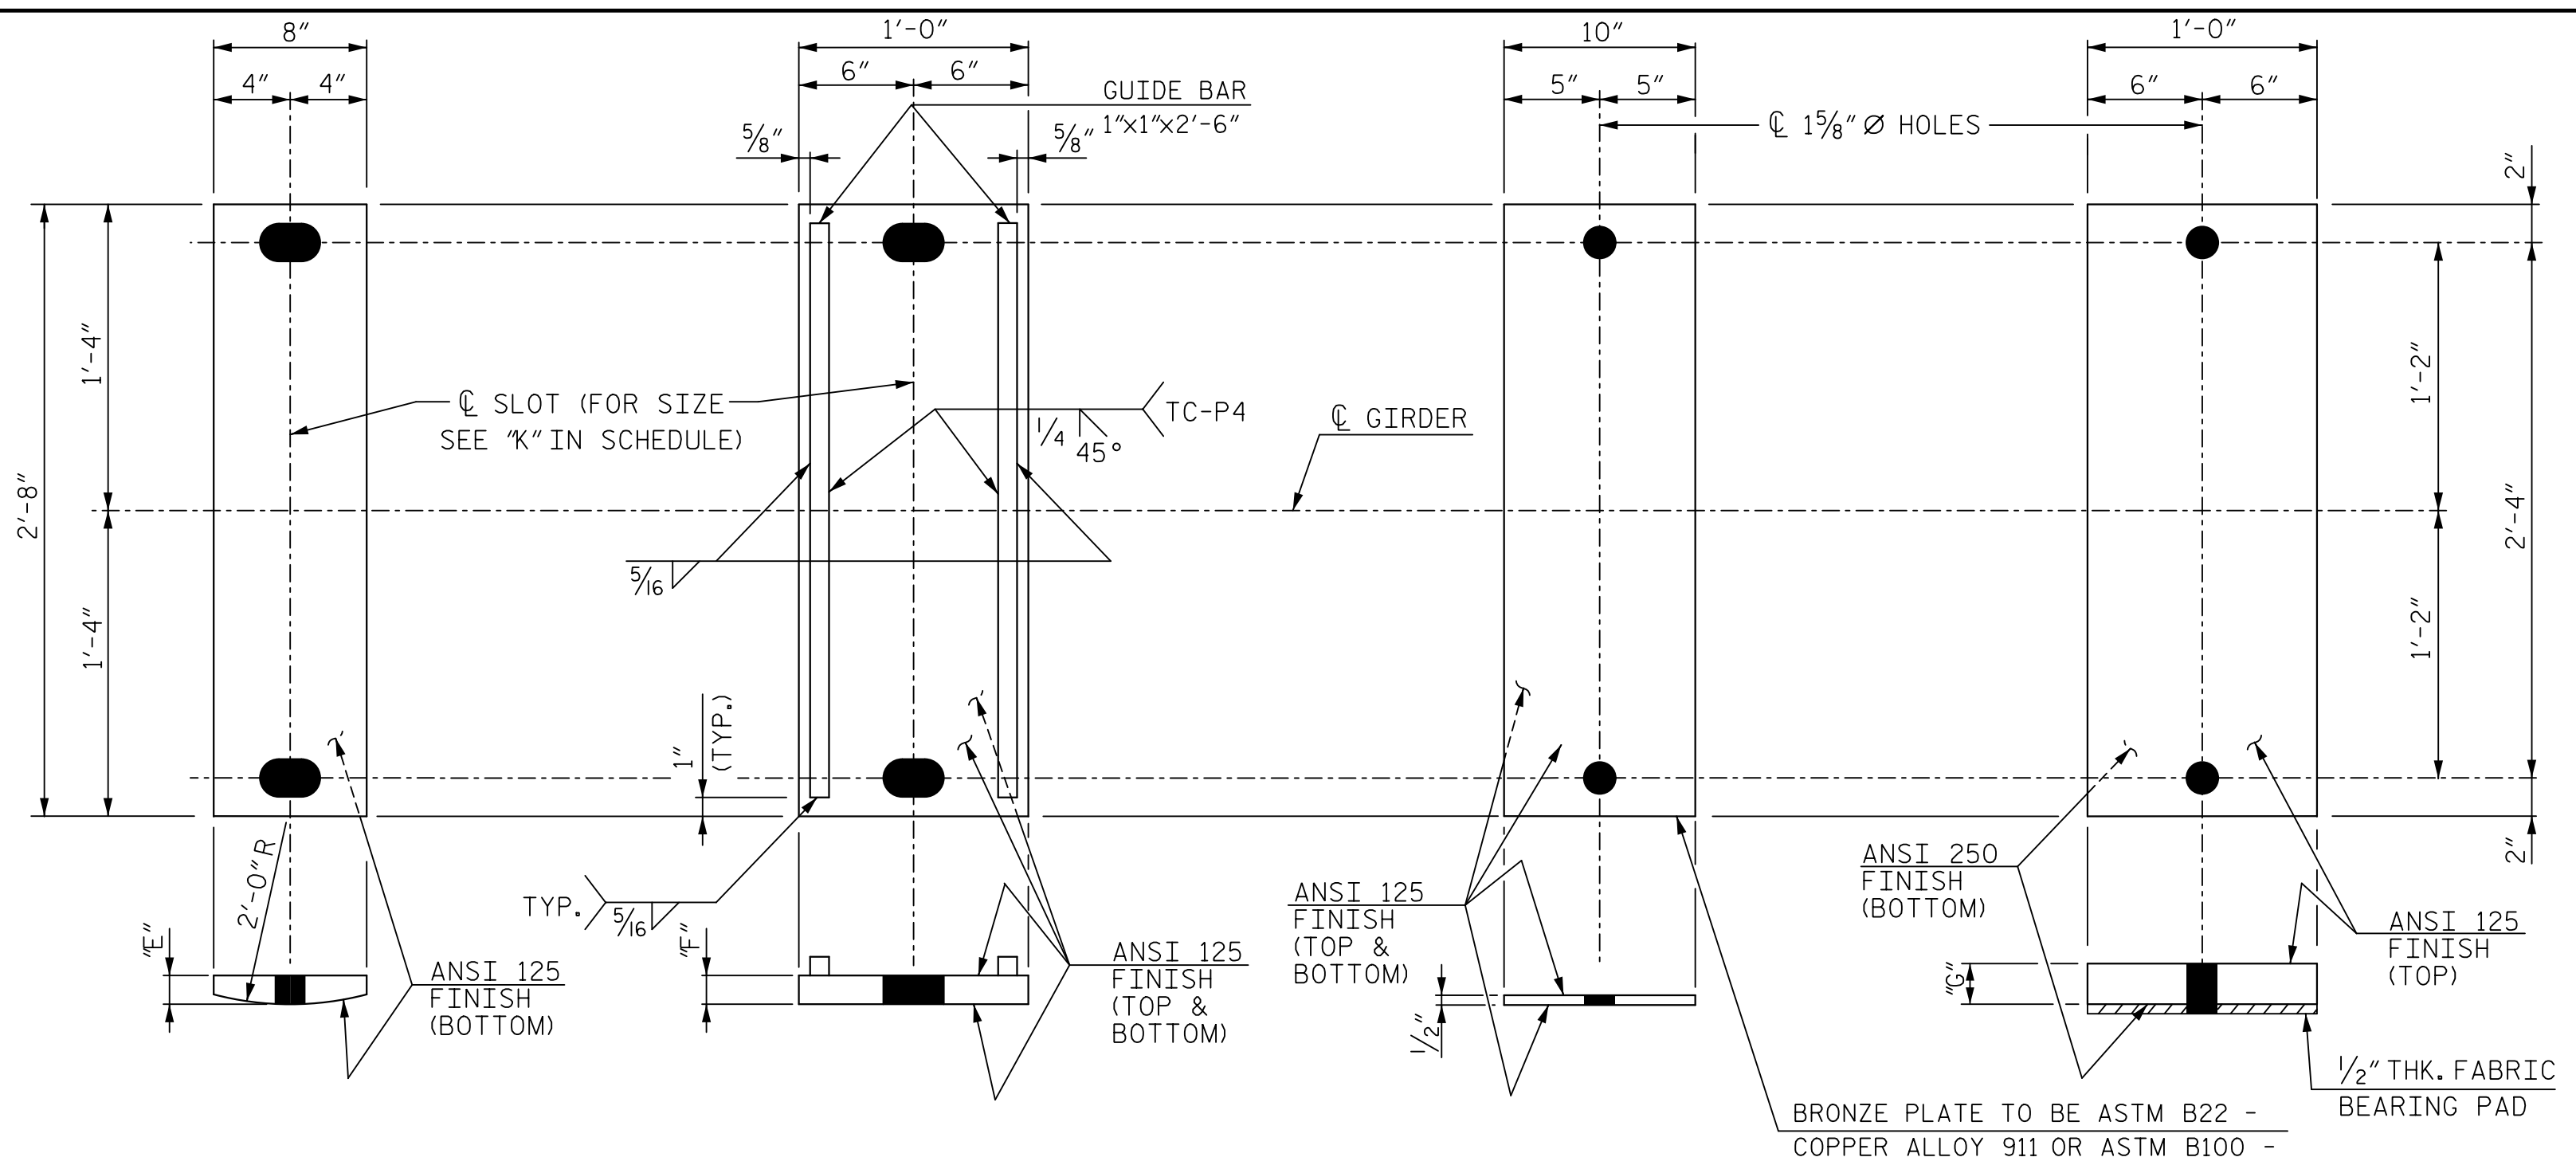 8"
4" 4"
1'-0"
6" 6"
GUIDE BAR
1"x1"x2'-6"
5/8"
5/8"
10"
5" 5"
℄ 1 5/8" Ø HOLES
1'-0"
6" 6"
2"
2'-8"
1'-4"
1'-4"
℄ SLOT (FOR SIZE
SEE "K" IN SCHEDULE)
1/4
45°
TC-P4
℄ GIRDER
5/16
1'-2"
1'-2"
2'-4"
2"
1"
(TYP.)
TYP.
5/16
2'-0" R
"E"
ANSI 125
FINISH
(BOTTOM)
"F"
ANSI 125
FINISH
(TOP &
BOTTOM)
ANSI 125
FINISH
(TOP &
BOTTOM)
1/2"
ANSI 250
FINISH
(BOTTOM)
"G"
ANSI 125
FINISH
(TOP)
1/2" THK. FABRIC
BEARING PAD
BRONZE PLATE TO BE ASTM B22 -
COPPER ALLOY 911 OR ASTM B100 -